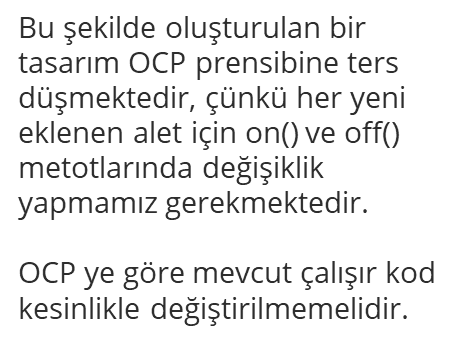 Bu şekilde oluşturulan bir
tasarım OCP prensibine ters
düşmektedir, çünkü her yeni
eklenen alet için on() ve off()
metotlarında değişiklik
yapmamız gerekmektedir.
OCP ye göre mevcut çalışır kod
kesinlikle değiştirilmemelidir.